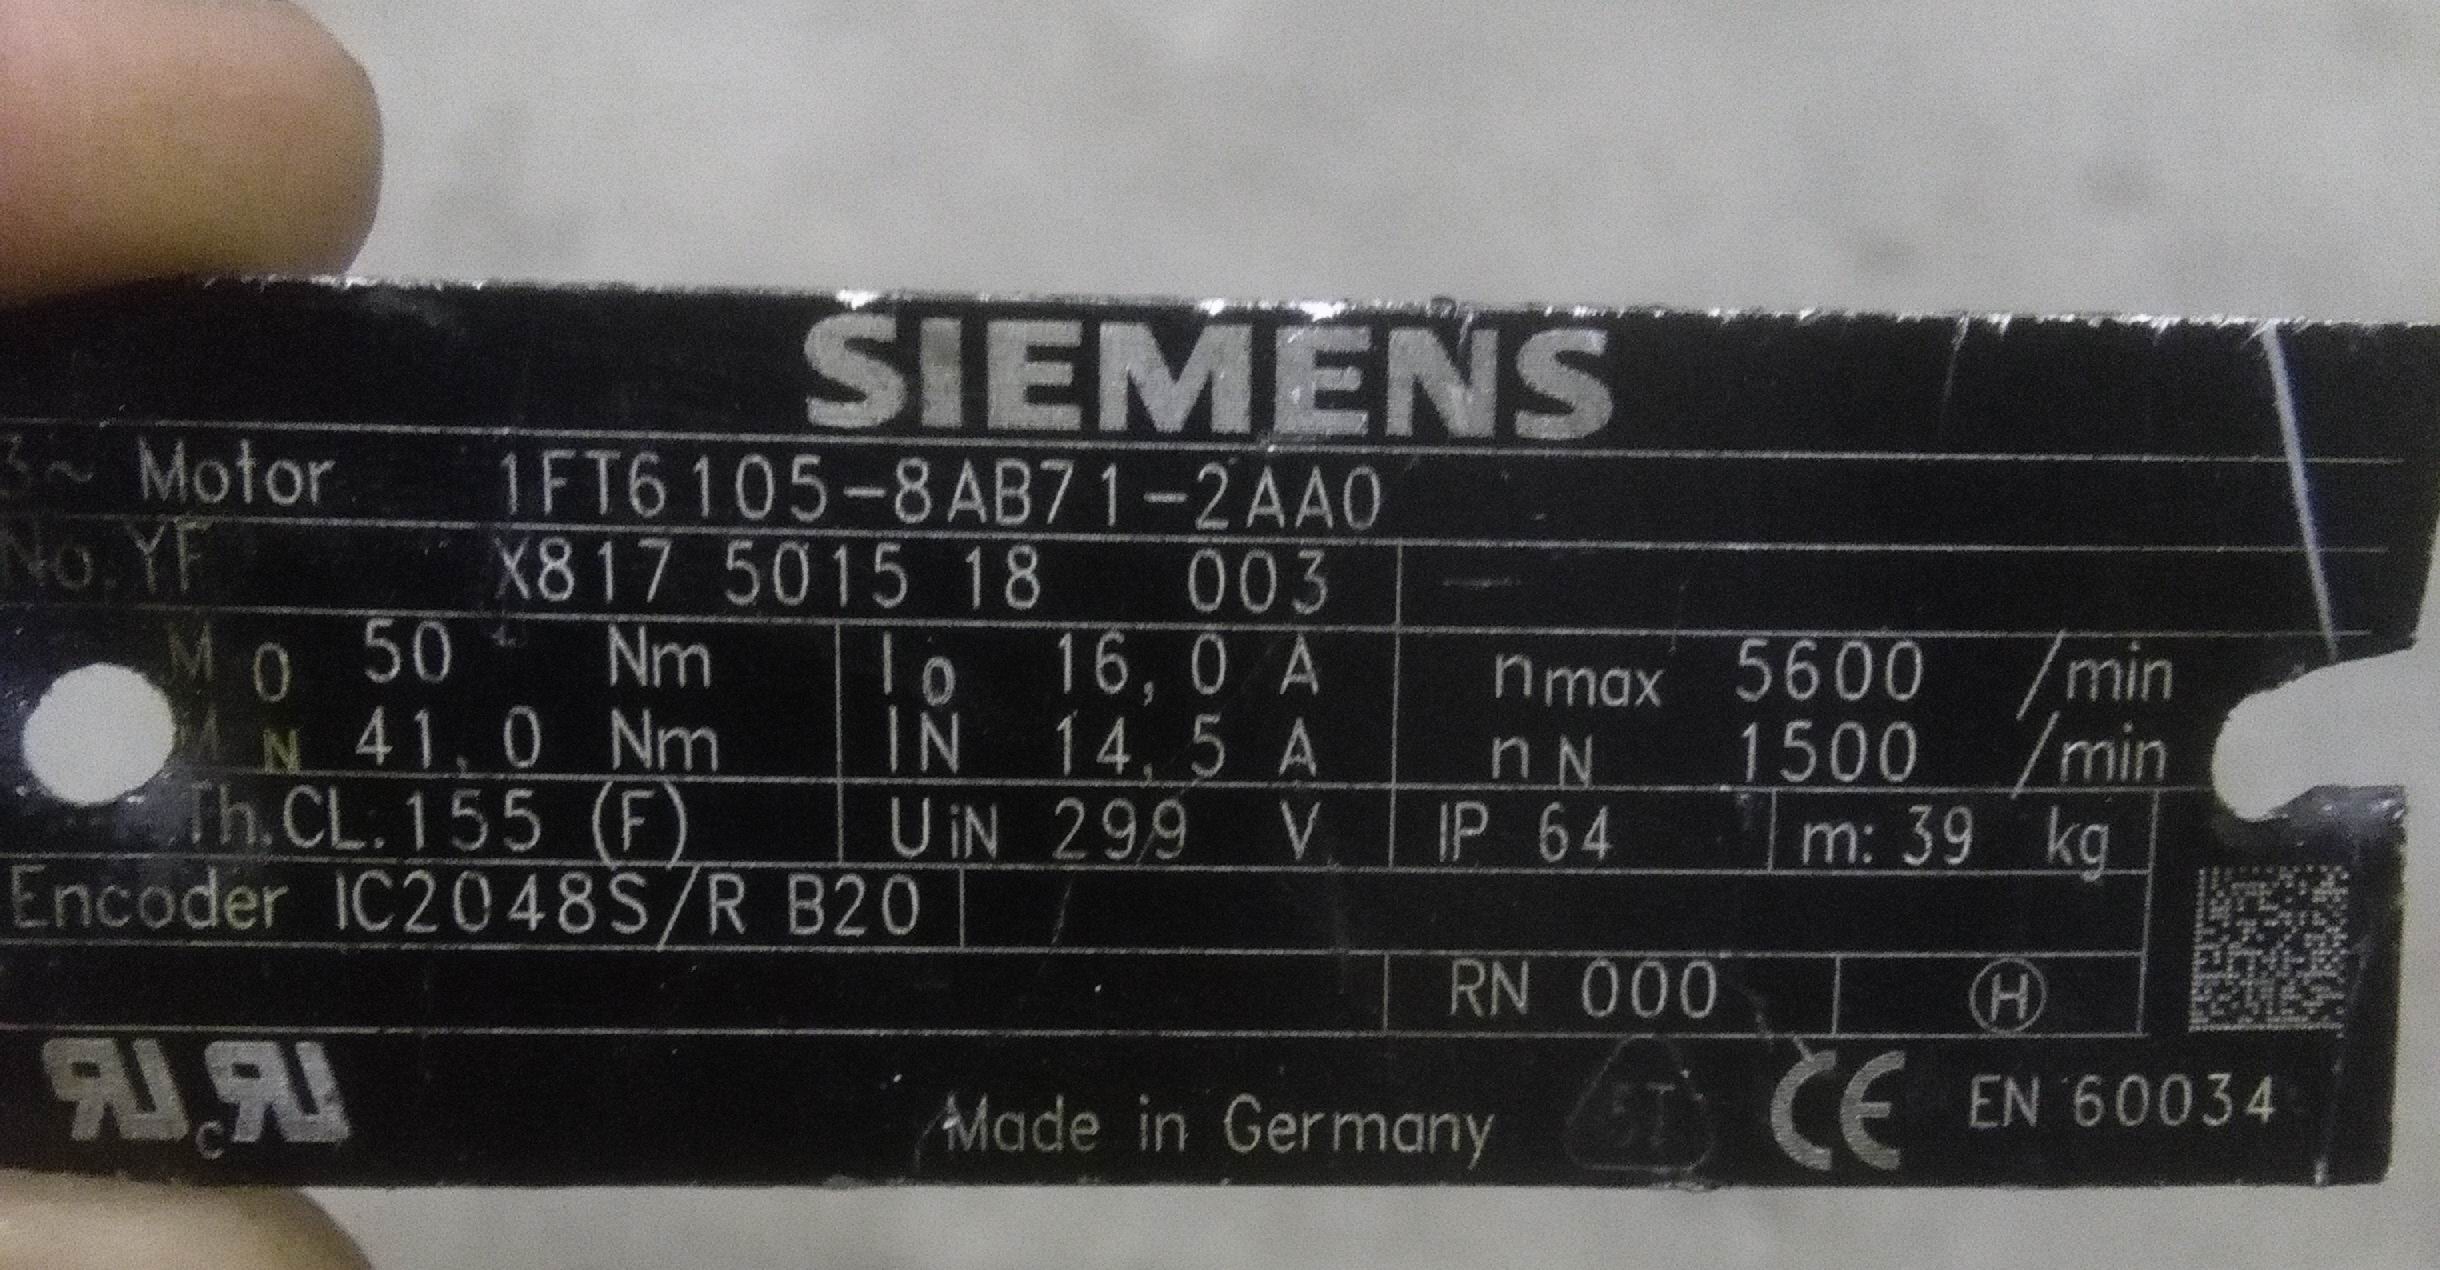 SIEMENS
3~ Motor 1FT6105-8AB71-2AA0
No. YF X817 5015 18 003
M0 50 Nm I0 16,0 A nmax 5600 /min
MN 41,0 Nm IN 14,5 A nN 1500 /min
Th.CL.155 (F) UiN 299 V IP 64 m: 39 kg
Encoder IC2048S/R B20
RN 000 H
c
Made in Germany CE EN 60034